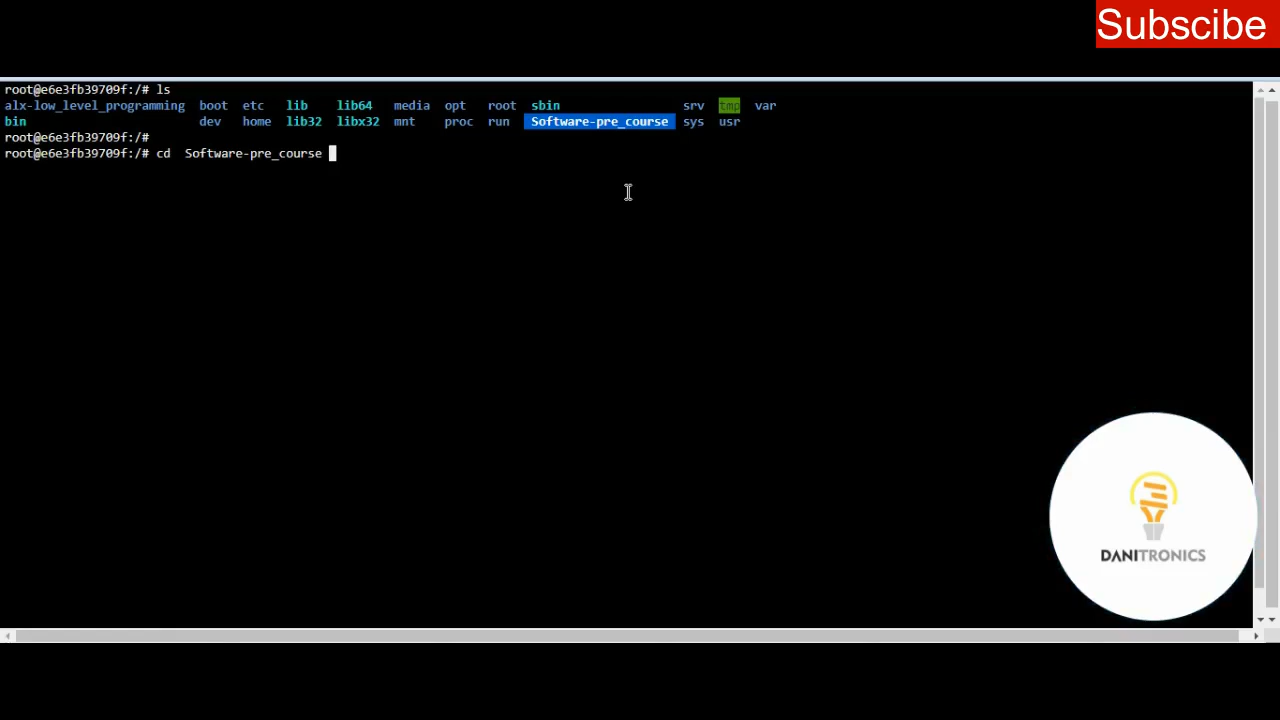 Subscibe
root@e6e3fb39709f:/# ls
alx-low_level_programming  boot  etc   lib    lib64   media  opt   root  sbin                 srv  tmp  var
bin                        dev   home  lib32  libx32  mnt    proc  run   Software-pre_course  sys  usr
root@e6e3fb39709f:/#
root@e6e3fb39709f:/# cd  Software-pre_course
DANITRONICS